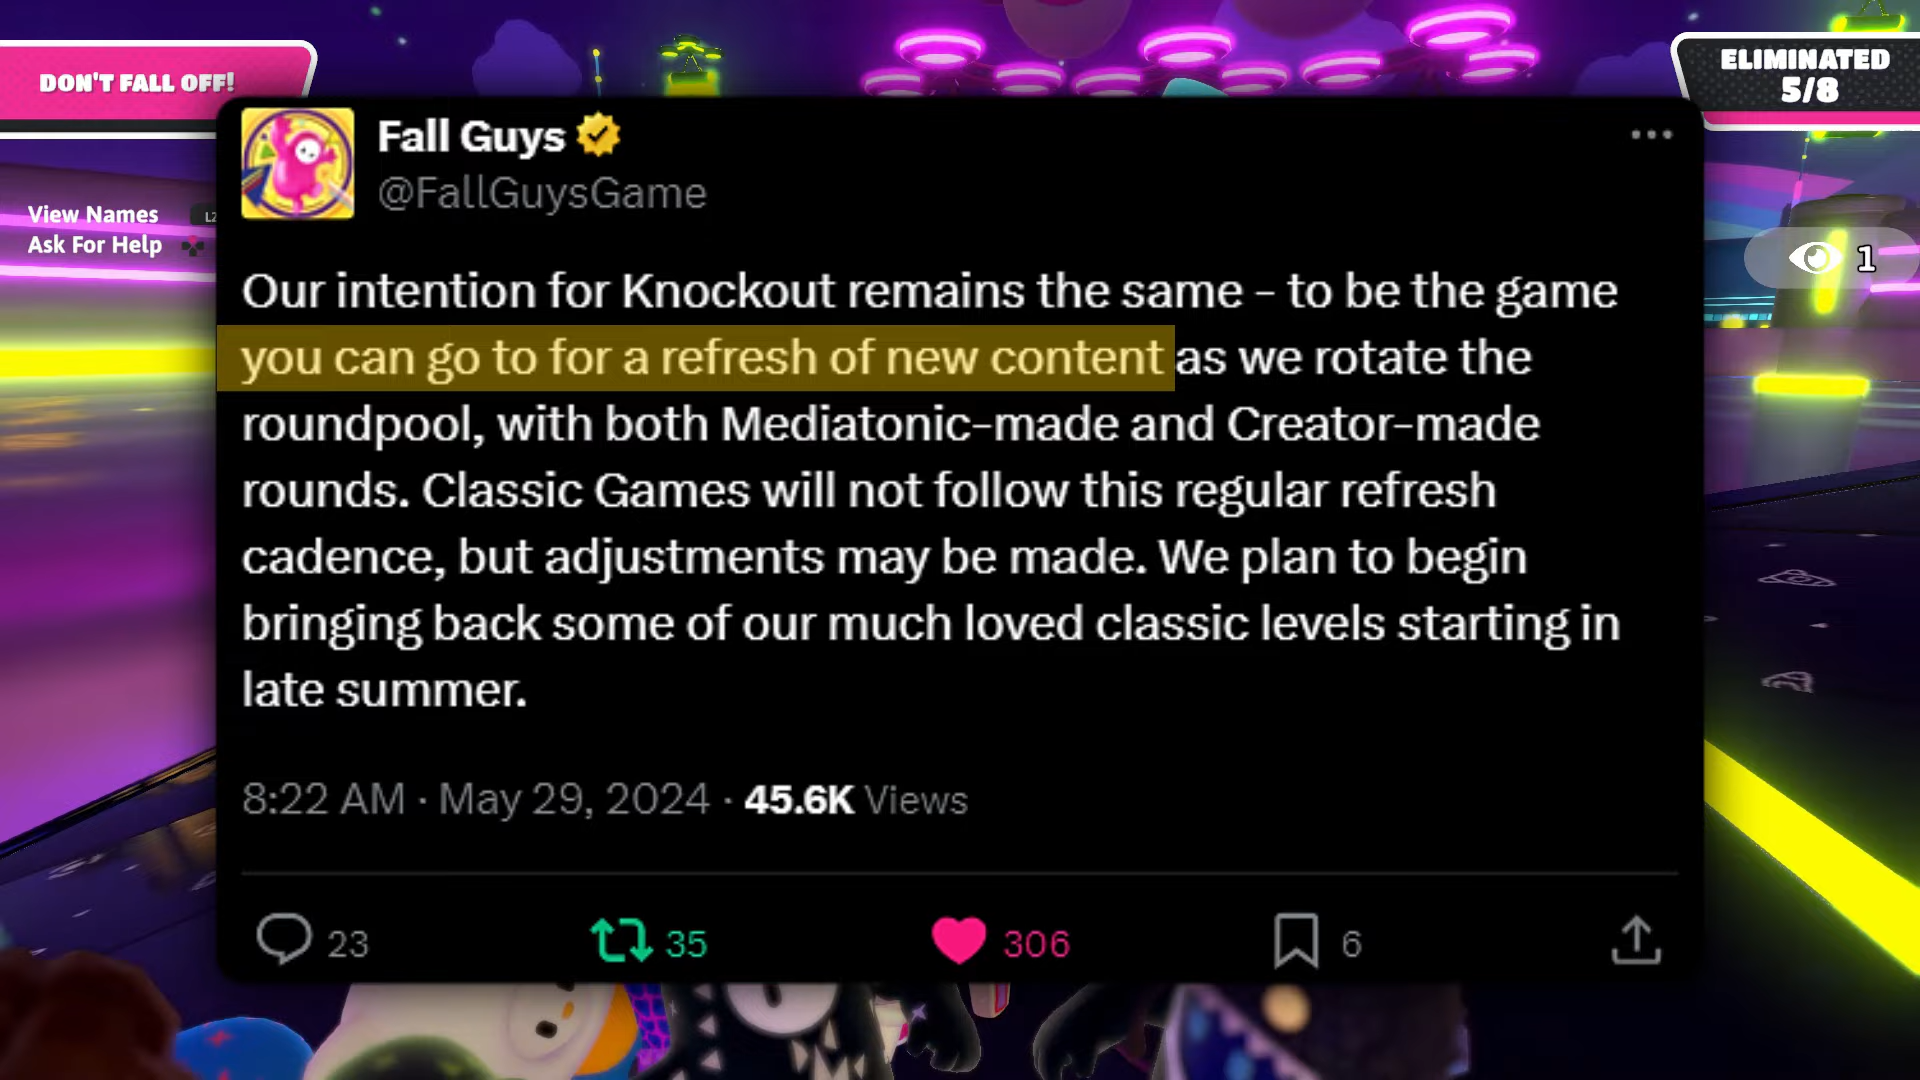 DON'T FALL OFF!
ELIMINATED
5/8
View Names L2
Ask For Help
1
Fall Guys
@FallGuysGame
Our intention for Knockout remains the same – to be the game
you can go to for a refresh of new content as we rotate the
roundpool, with both Mediatonic-made and Creator-made
rounds. Classic Games will not follow this regular refresh
cadence, but adjustments may be made. We plan to begin
bringing back some of our much loved classic levels starting in
late summer.
8:22 AM · May 29, 2024 · 45.6K Views
23 35 306 6